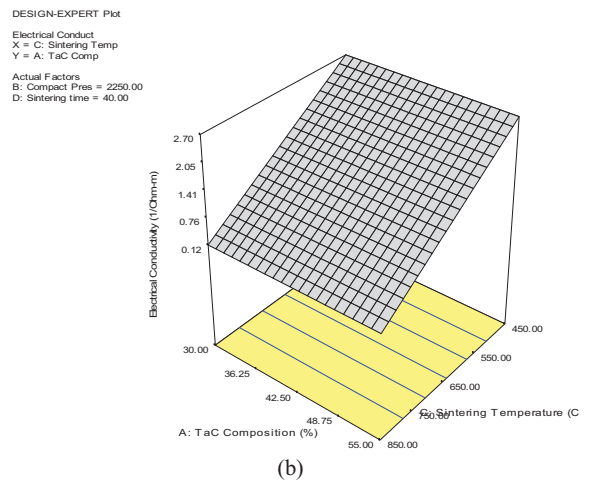 DESIGN-EXPERT Plot
Electrical Conduct
X = C: Sintering Temp
Y = A: TaC Comp
Actual Factors
B: Compact Pres = 2250.00
D: Sintering time = 40.00
2.70
2.05
1.41
0.76
0.12
Electrical Conductivity (1/Ohm-m)
30.00
36.25
42.50
48.75
55.00
A: TaC Composition (%)
450.00
550.00
650.00
750.00
850.00
C: Sintering Temperature (C
(b)